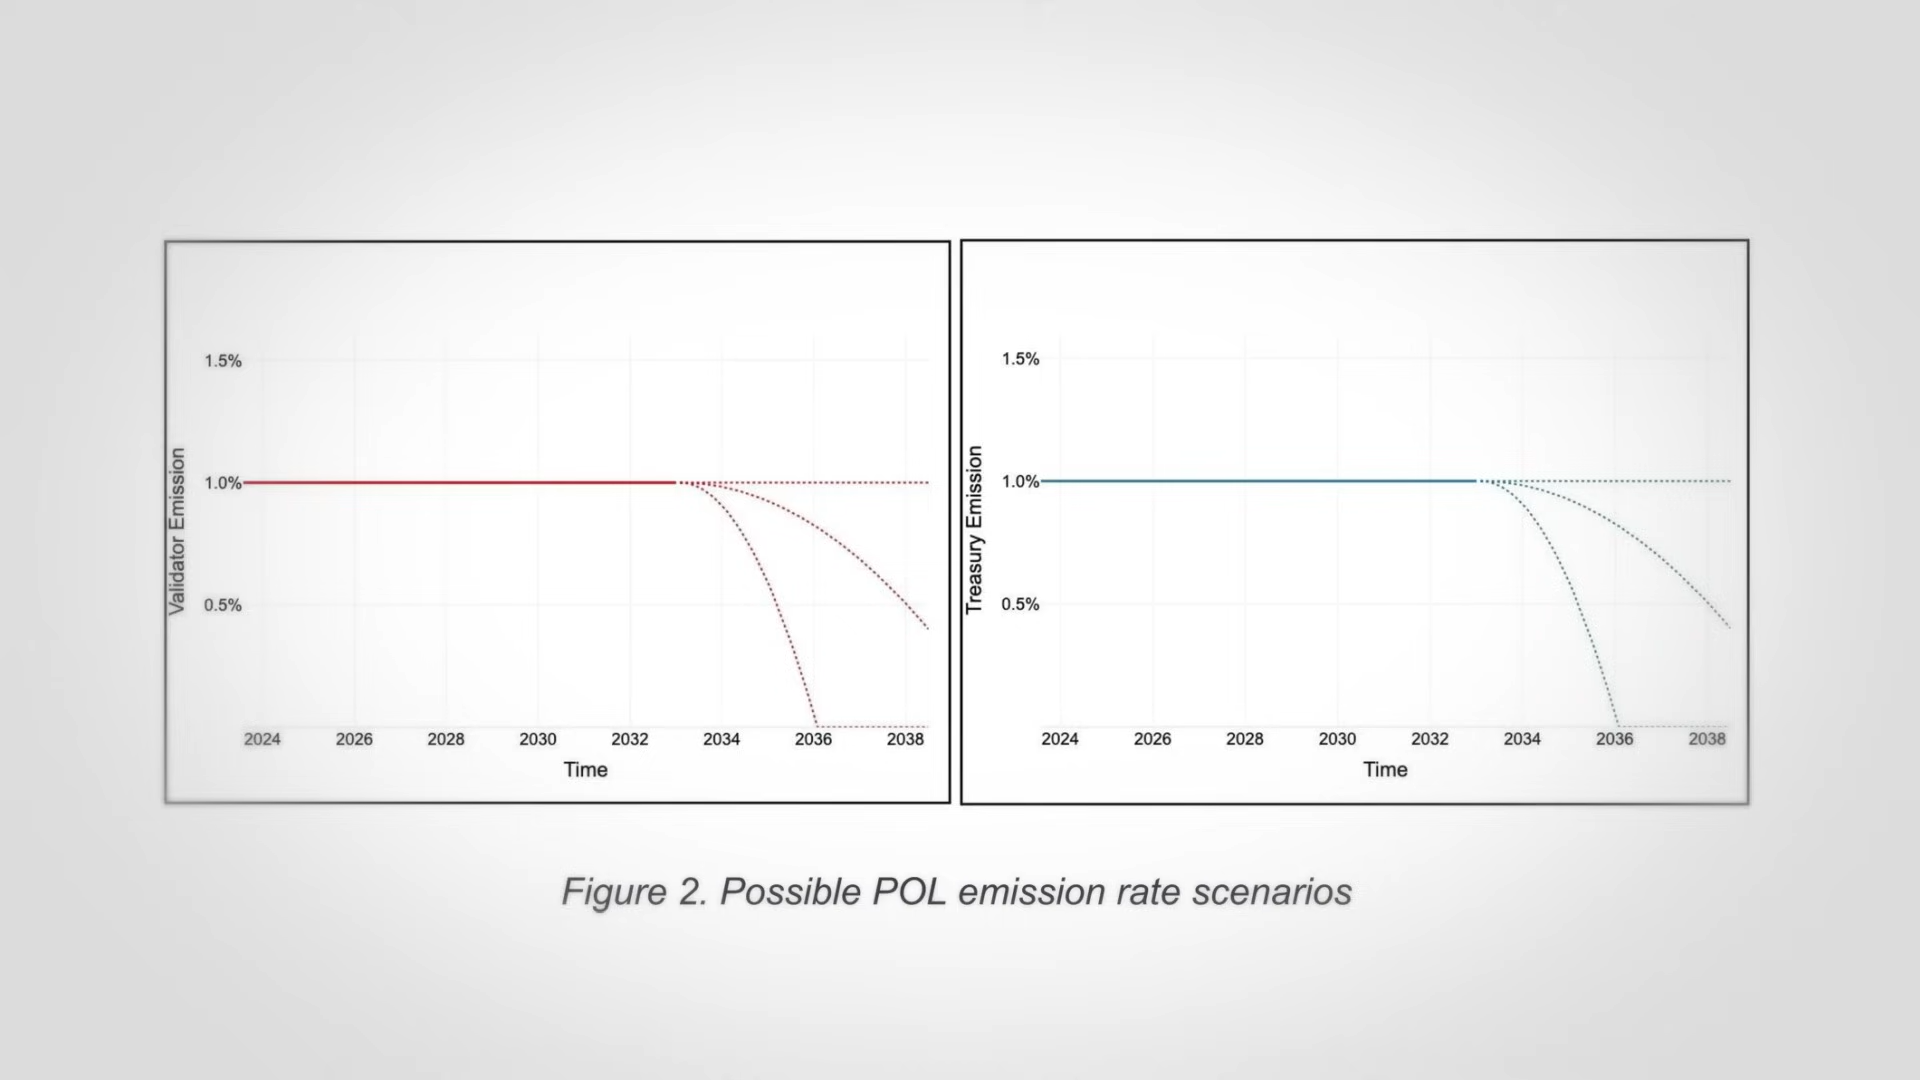 Validator Emission
1.5%
1.0%
0.5%
2024 2026 2028 2030 2032 2034 2036 2038
Time
Treasury Emission
1.5%
1.0%
0.5%
2024 2026 2028 2030 2032 2034 2036 2038
Time
Figure 2. Possible POL emission rate scenarios